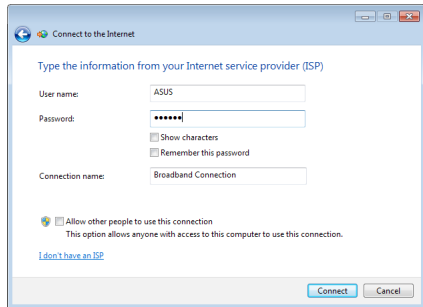 Connect to the Internet
Type the information from your Internet service provider (ISP)
User name: ASUS
Password: ••••••
Show characters
Remember this password
Connection name: Broadband Connection
Allow other people to use this connection
This option allows anyone with access to this computer to use this connection.
I don't have an ISP
Connect Cancel